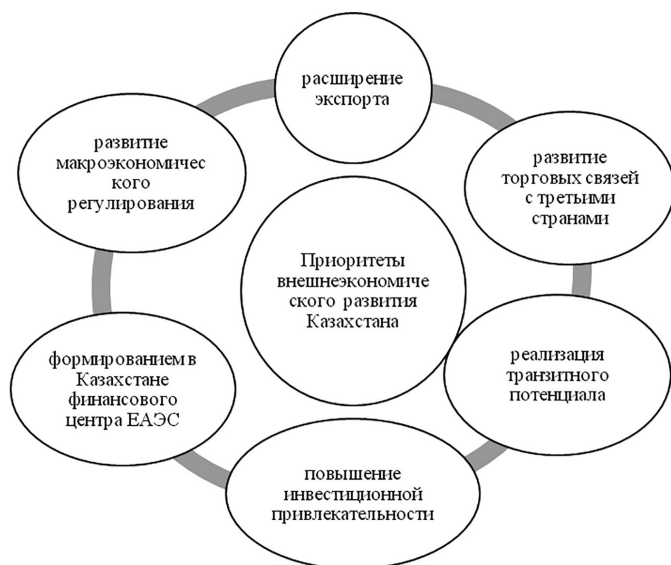 расширение
экспорта
развитие
торговых связей
с третьими
странами
реализация
транзитного
потенциала
повышение
инвестиционной
привлекательности
формированием в
Казахстане
финансового
центра ЕАЭС
развитие
макроэкономичес
кого
регулирования
Приоритеты
внешнеэкономиче
ского развития
Казахстана